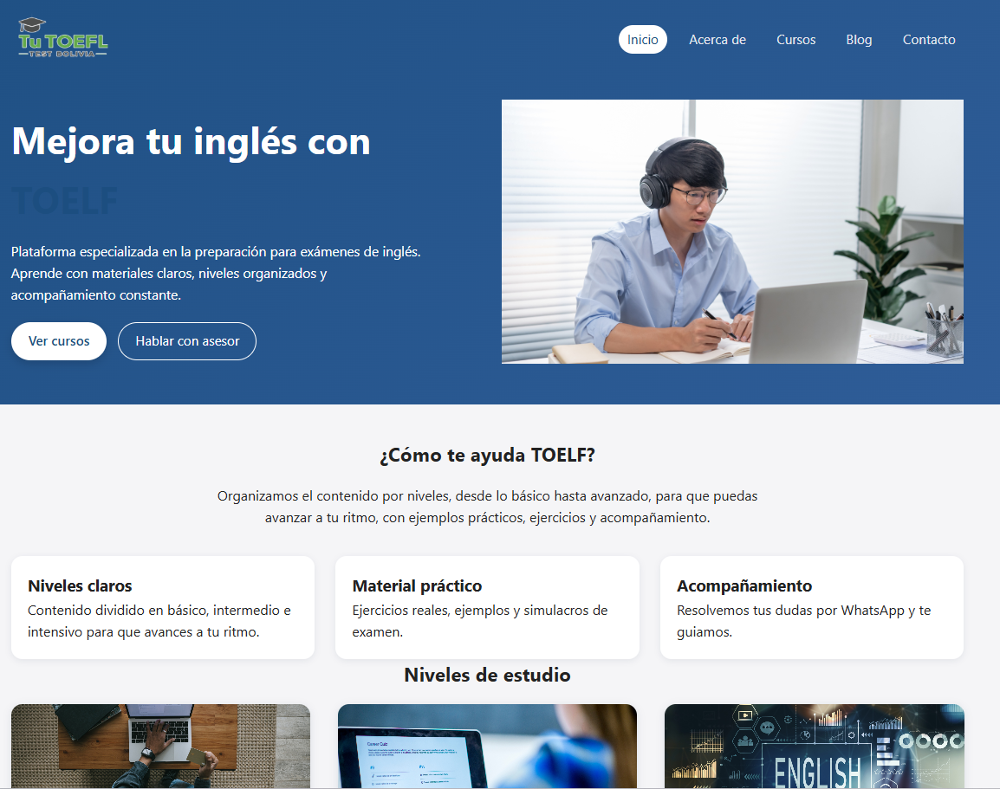 Tu TOEFL
TEST BOLIVIA
Inicio
Acerca de
Cursos
Blog
Contacto
Mejora tu inglés con
TOELF
Plataforma especializada en la preparación para exámenes de inglés.
Aprende con materiales claros, niveles organizados y
acompañamiento constante.
Ver cursos
Hablar con asesor
¿Cómo te ayuda TOELF?
Organizamos el contenido por niveles, desde lo básico hasta avanzado, para que puedas
avanzar a tu ritmo, con ejemplos prácticos, ejercicios y acompañamiento.
Niveles claros
Contenido dividido en básico, intermedio e
intensivo para que avances a tu ritmo.
Material práctico
Ejercicios reales, ejemplos y simulacros de
examen.
Acompañamiento
Resolvemos tus dudas por WhatsApp y te
guiamos.
Niveles de estudio
Career Quiz
ENGLISH